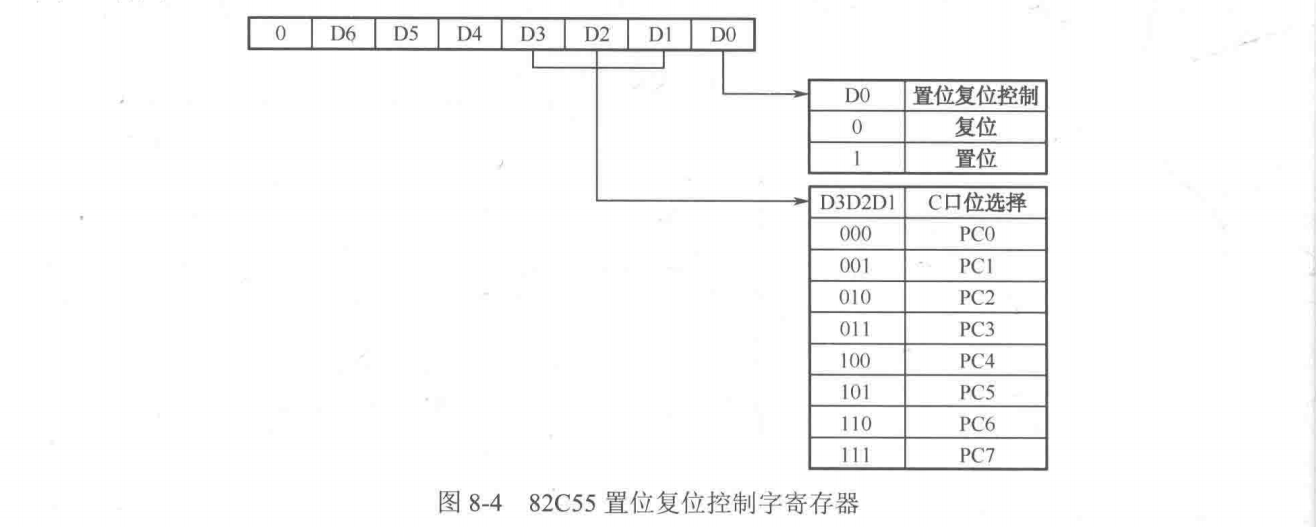 0 D6 D5 D4 D3 D2 D1 D0
D0 置位复位控制
0 复位
1 置位
D3D2D1 C口位选择
000 PC0
001 PC1
010 PC2
011 PC3
100 PC4
101 PC5
110 PC6
111 PC7
图 8-4 82C55 置位复位控制字寄存器